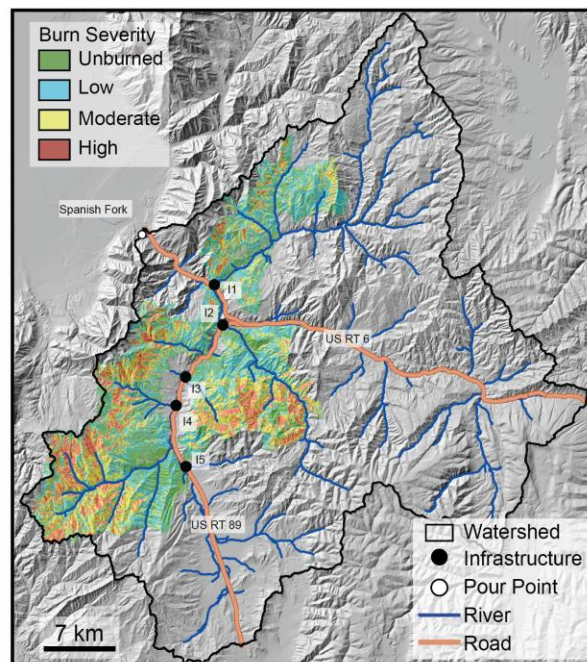 Burn Severity
Unburned
Low
Moderate
High
Spanish Fork
I1
I2
US RT 6
I3
I4
I5
US RT 89
Watershed
Infrastructure
Pour Point
River
Road
7 km